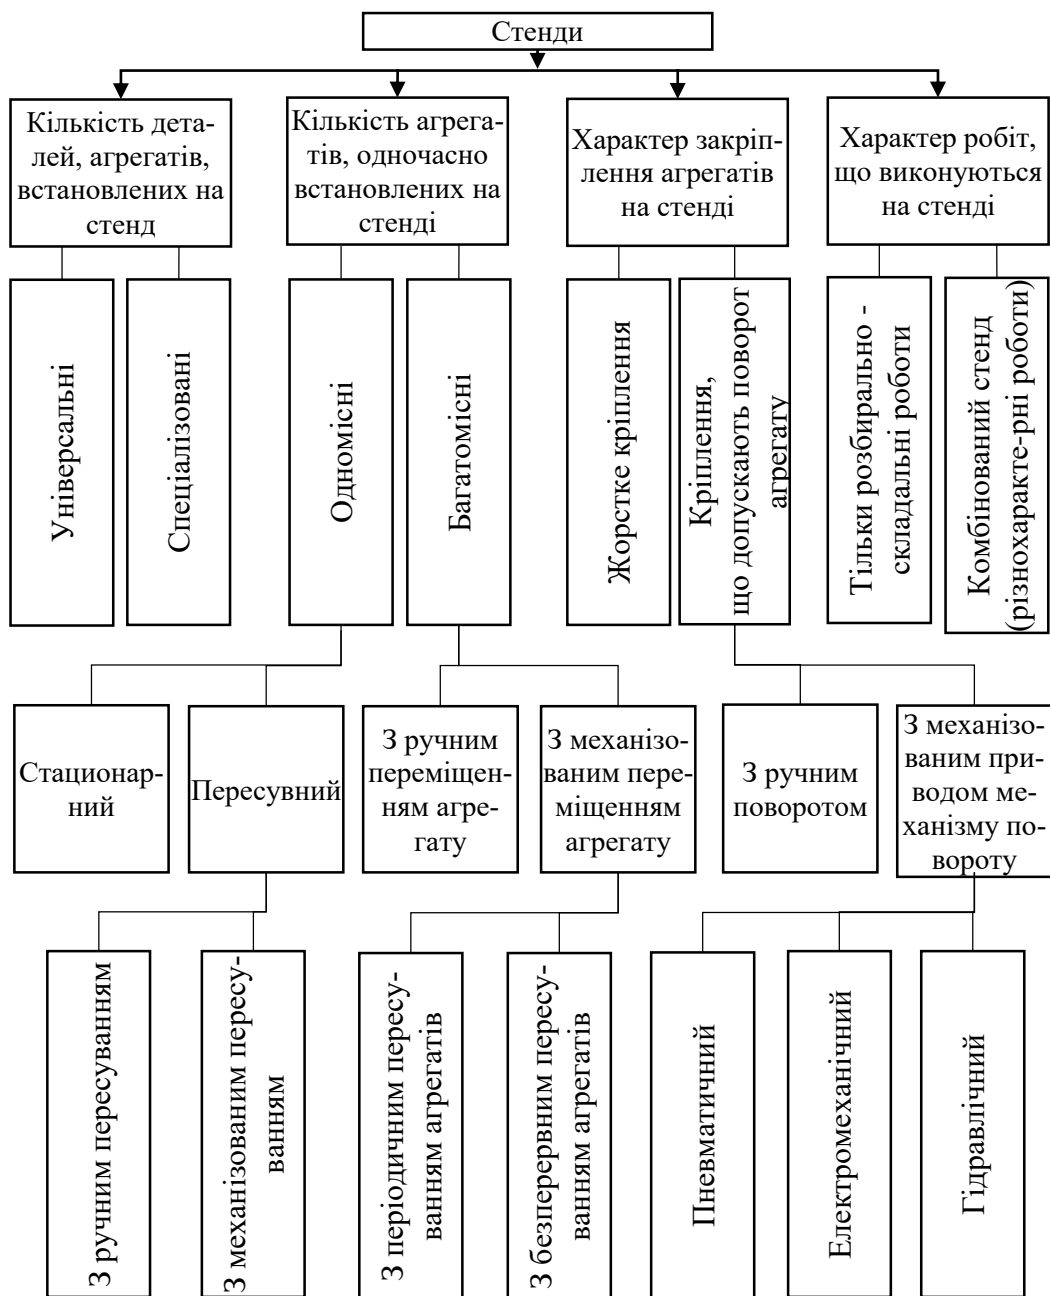 Стенди
Кількість дета-
лей, агрегатів,
встановлених на
стенд
Кількість агрега-
тів, одночасно
встановлених на
стенді
Характер закріп-
лення агрегатів
на стенді
Характер робіт,
що виконуються
на стенді
Універсальні
Спеціалізовані
Одномісні
Багатомісні
Жорстке кріплення
Кріплення,
що допускають поворот
агрегату
Тільки розбирально -
складальні роботи
Комбінований стенд
(різнохаракте-рні роботи)
Стационар-
ний
Пересувний
З ручним
переміщен-
ням агре-
гату
З механізо-
ваним пере-
міщенням
агрегату
З ручним
поворотом
З механізо-
ваним при-
водом ме-
ханізму по-
вороту
З ручним пересуванням
З механізованим пересу-
ванням
З періодичним пересу-
ванням агрегатів
З безперервним пересу-
ванням агрегатів
Пневматичний
Електромеханічний
Гідравлічний